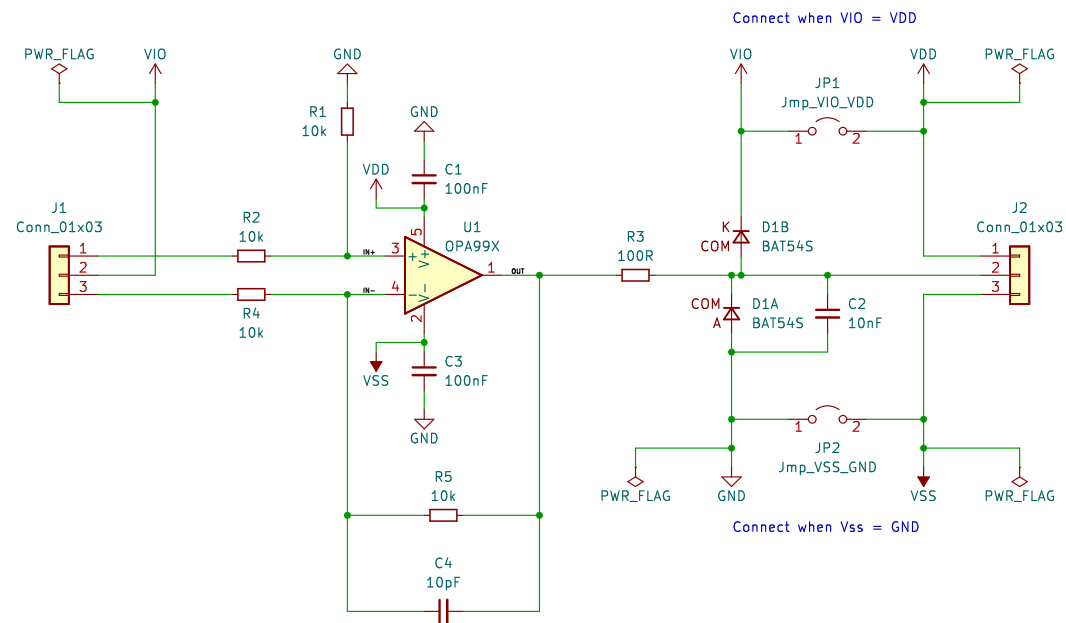 Connect when VIO = VDD
PWR_FLAG
VIO
GND
VIO
VDD
PWR_FLAG
JP1
Jmp_VIO_VDD
1
2
R1
10k
GND
VDD
C1
100nF
J1
Conn_01x03
1
2
3
R2
10k
R4
10k
IN+
IN-
3
4
5
2
1
+
-
V+
V-
U1
OPA99X
OUT
VSS
C3
100nF
GND
R3
100R
K
COM
D1B
BAT54S
COM
A
D1A
BAT54S
C2
10nF
J2
Conn_01x03
1
2
3
1
2
JP2
Jmp_VSS_GND
PWR_FLAG
GND
VSS
PWR_FLAG
R5
10k
Connect when Vss = GND
C4
10pF